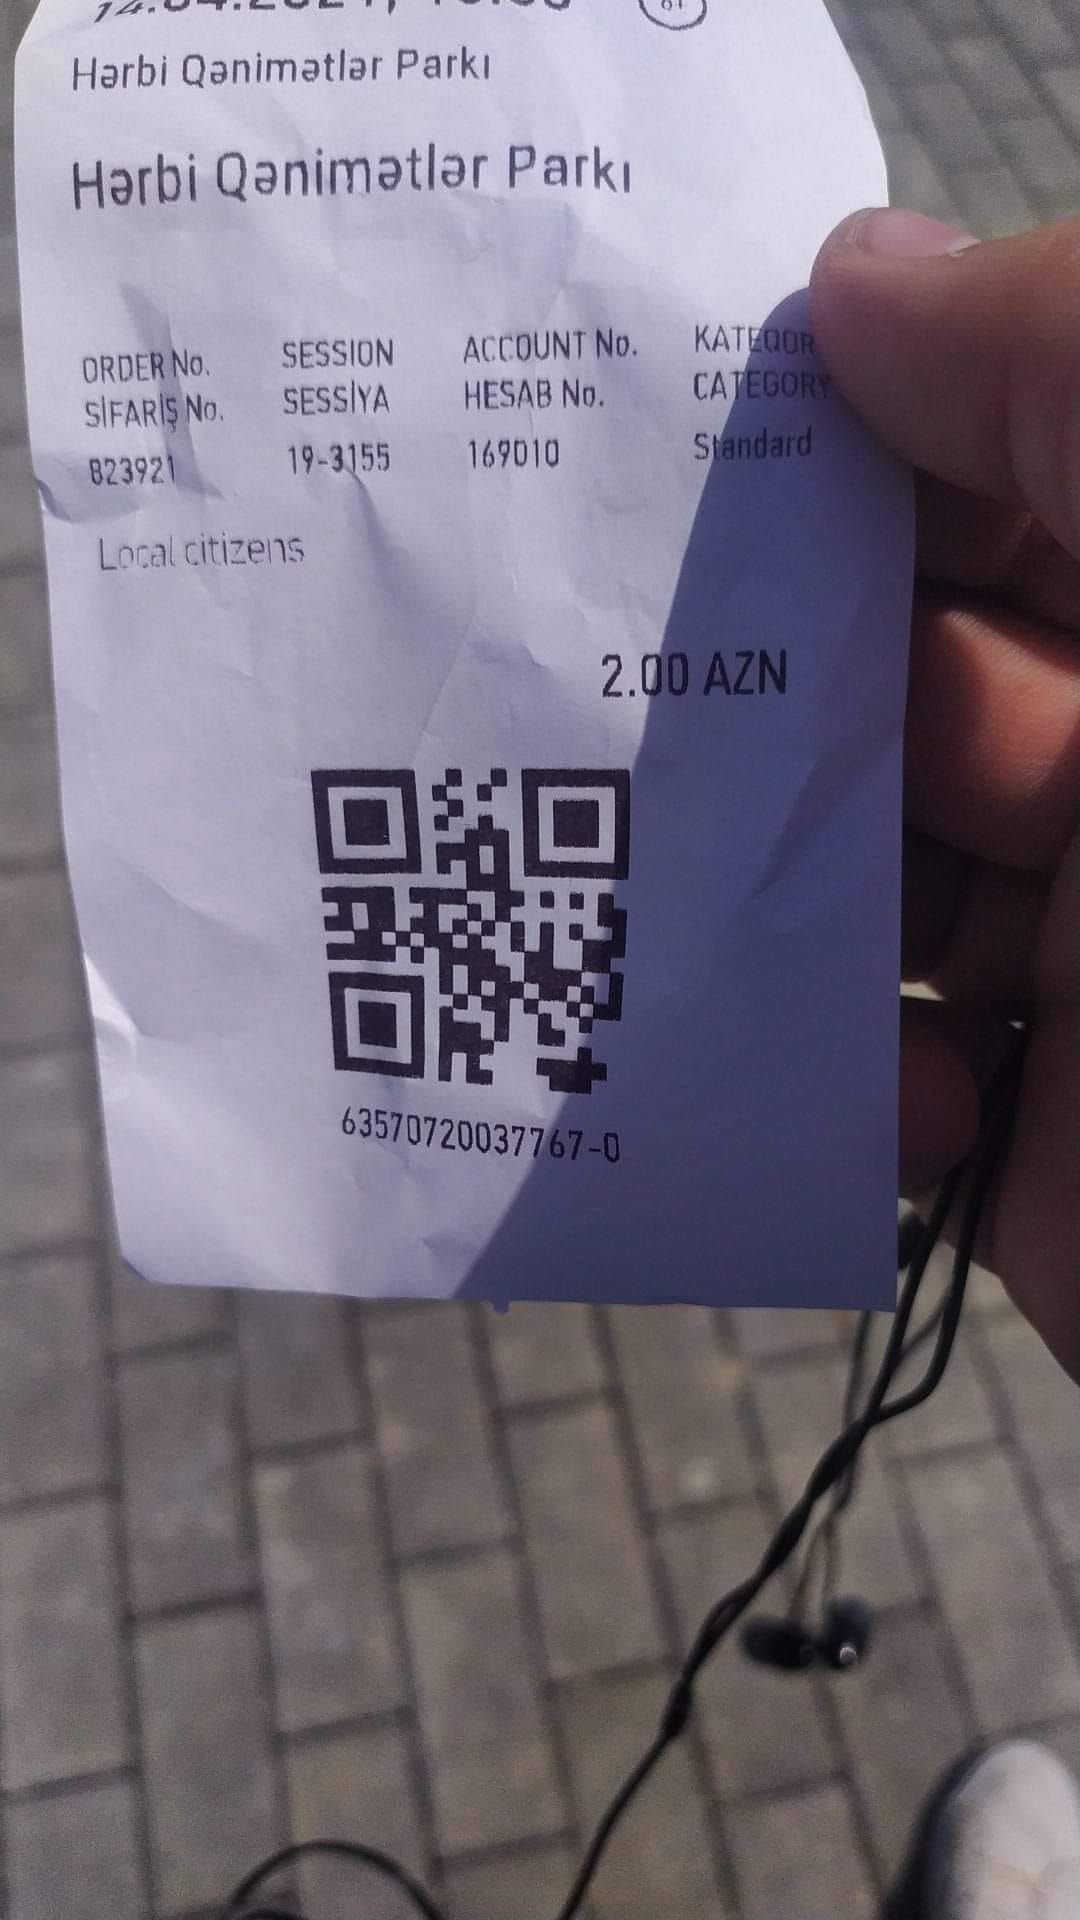 Hərbi Qənimətlər Parkı
Hərbi Qənimətlər Parkı
ORDER No. SESSION ACCOUNT No. KATEQOR
SİFARİŞ No. SESSİYA HESAB No. CATEGORY
823921 19-3155 169010 Standard
Local citizens
2.00 AZN
63570720037767-0